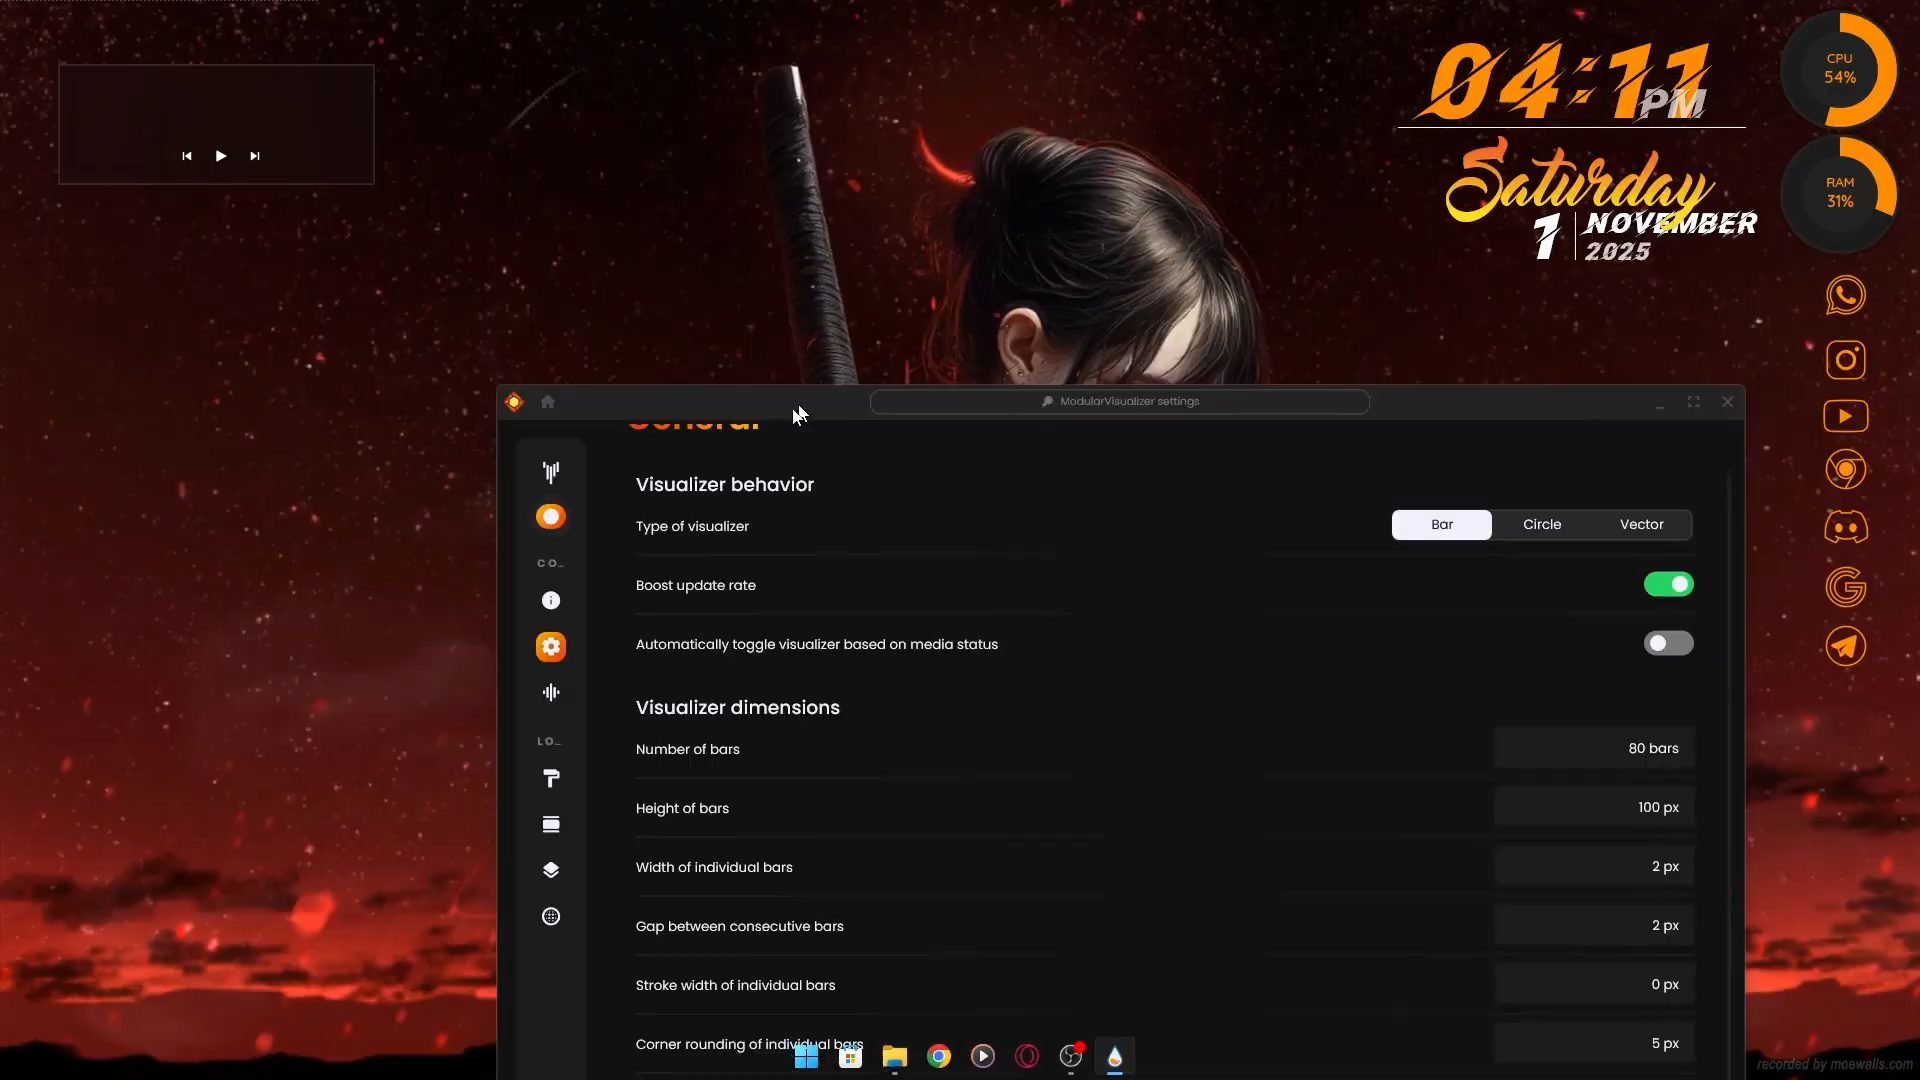 04:11
PM
Saturday
1 NOVEMBER
2025
CPU
54%
RAM
31%
ModularVisualizer settings
General
CO...
LO...
Visualizer behavior
Type of visualizer
Bar Circle Vector
Boost update rate
Automatically toggle visualizer based on media status
Visualizer dimensions
Number of bars 80 bars
Height of bars 100 px
Width of individual bars 2 px
Gap between consecutive bars 2 px
Stroke width of individual bars 0 px
Corner rounding of individual bars 5 px
recorded by moewalls.com